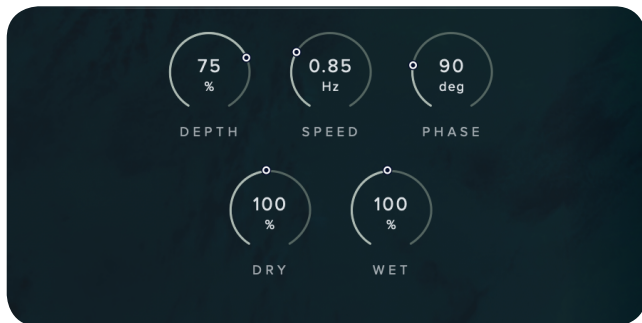 75 0.85 90
% Hz deg
DEPTH SPEED PHASE
100 100
% %
DRY WET